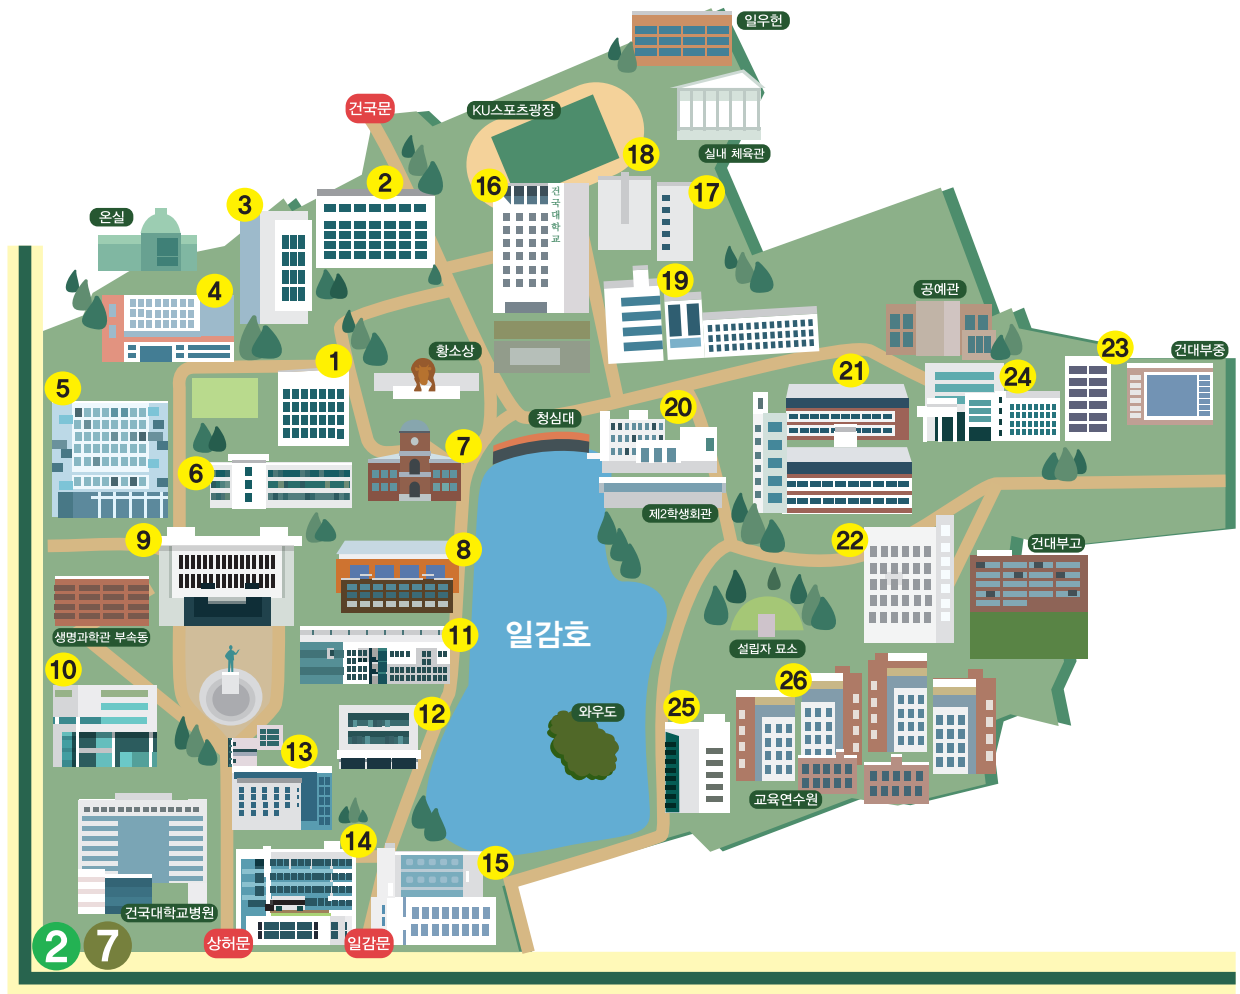 일우헌
건국문
KU스포츠광장
실내 체육관
18
2
16
17
건
국
대
학
교
3
온실
19
4
공예관
황소상
1
23
건대부중
21
24
5
20
청심대
7
6
제2학생회관
9
8
22
건대부고
생명과학관 부속동
11
일감호
설립자 묘소
10
26
12
와우도
25
13
교육연수원
14
15
건국대학교병원
2
7
상허문
일감문